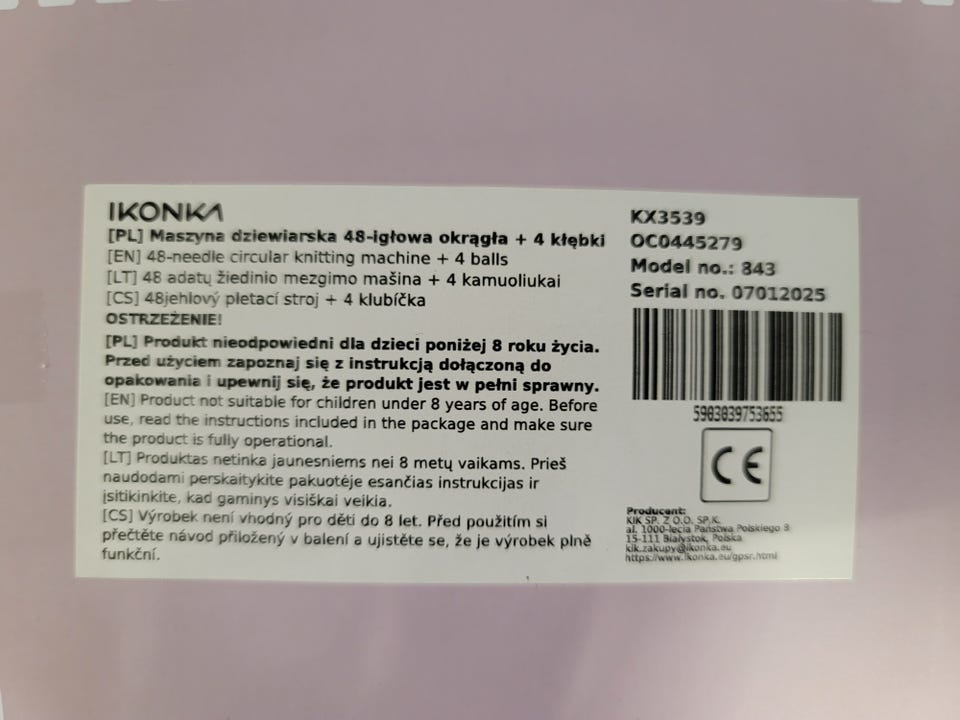 IKONKA
[PL] Maszyna dziewiarska 48-igłowa okrągła + 4 kłębki
[EN] 48-needle circular knitting machine + 4 balls
[LT] 48 adatų žiedinio mezgimo mašina + 4 kamuoliukai
[CS] 48jehlový pletací stroj + 4 klubíčka
OSTRZEŻENIE!
[PL] Produkt nieodpowiedni dla dzieci poniżej 8 roku życia.
Przed użyciem zapoznaj się z instrukcją dołączoną do
opakowania i upewnij się, że produkt jest w pełni sprawny.
[EN] Product not suitable for children under 8 years of age. Before
use, read the instructions included in the package and make sure
the product is fully operational.
[LT] Produktas netinka jaunesniems nei 8 metų vaikams. Prieš
naudodami perskaitykite pakuotėje esančias instrukcijas ir
įsitikinkite, kad gaminys visiškai veikia.
[CS] Výrobek není vhodný pro děti do 8 let. Před použitím si
přečtěte návod přiložený v balení a ujistěte se, že je výrobek plně
funkční.
KX3539
OC0445279
Model no.: 843
Serial no. 07012025
5903039753655
CE
Producent:
KIK SP. Z O.O. SP.K.
al. 1000-lecia Państwa Polskiego 8
15-111 Białystok, Polska
kik.zakupy@ikonka.eu
https://www.ikonka.eu/gpsr.html